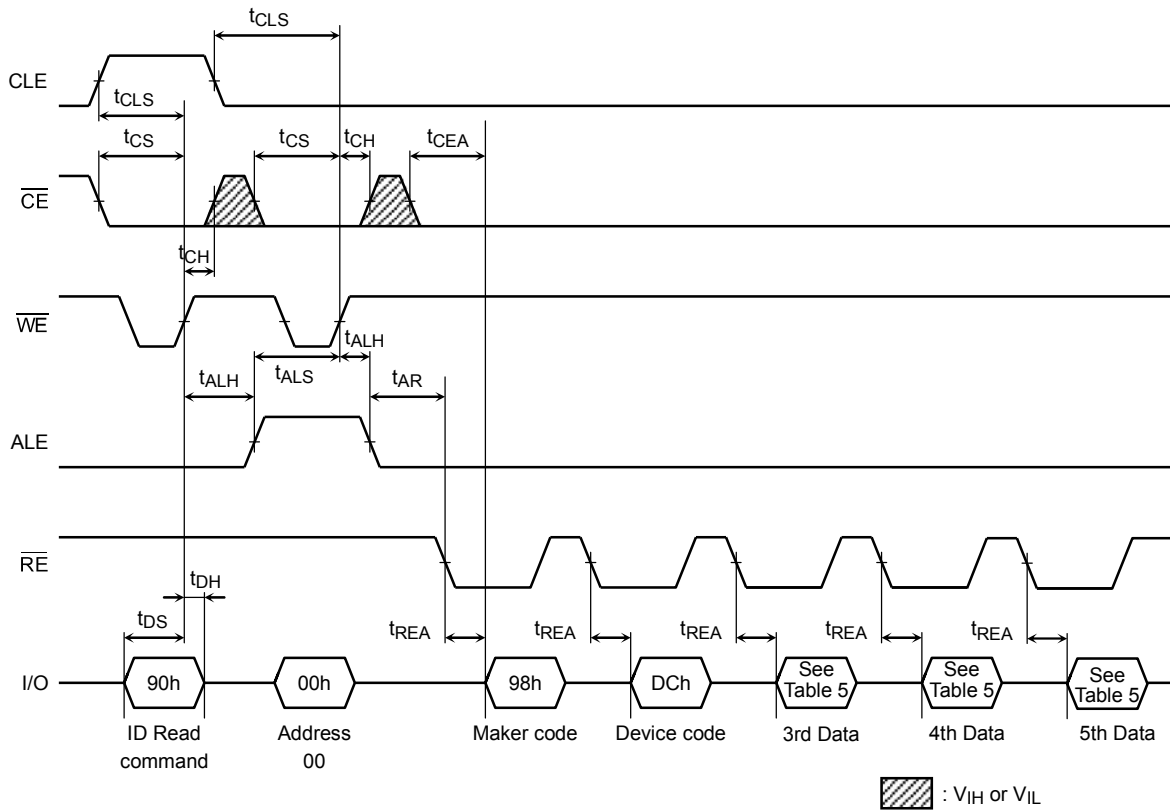 tCLS
CLE
tCLS
tCS tCS tCH tCEA
CE
tCH
WE
tALH tALS tALH tAR
ALE
RE
tDH
tDS tREA tREA tREA tREA tREA
I/O 90h 00h 98h DCh See Table 5 See Table 5 See Table 5
ID Read command Address 00 Maker code Device code 3rd Data 4th Data 5th Data
: VIH or VIL